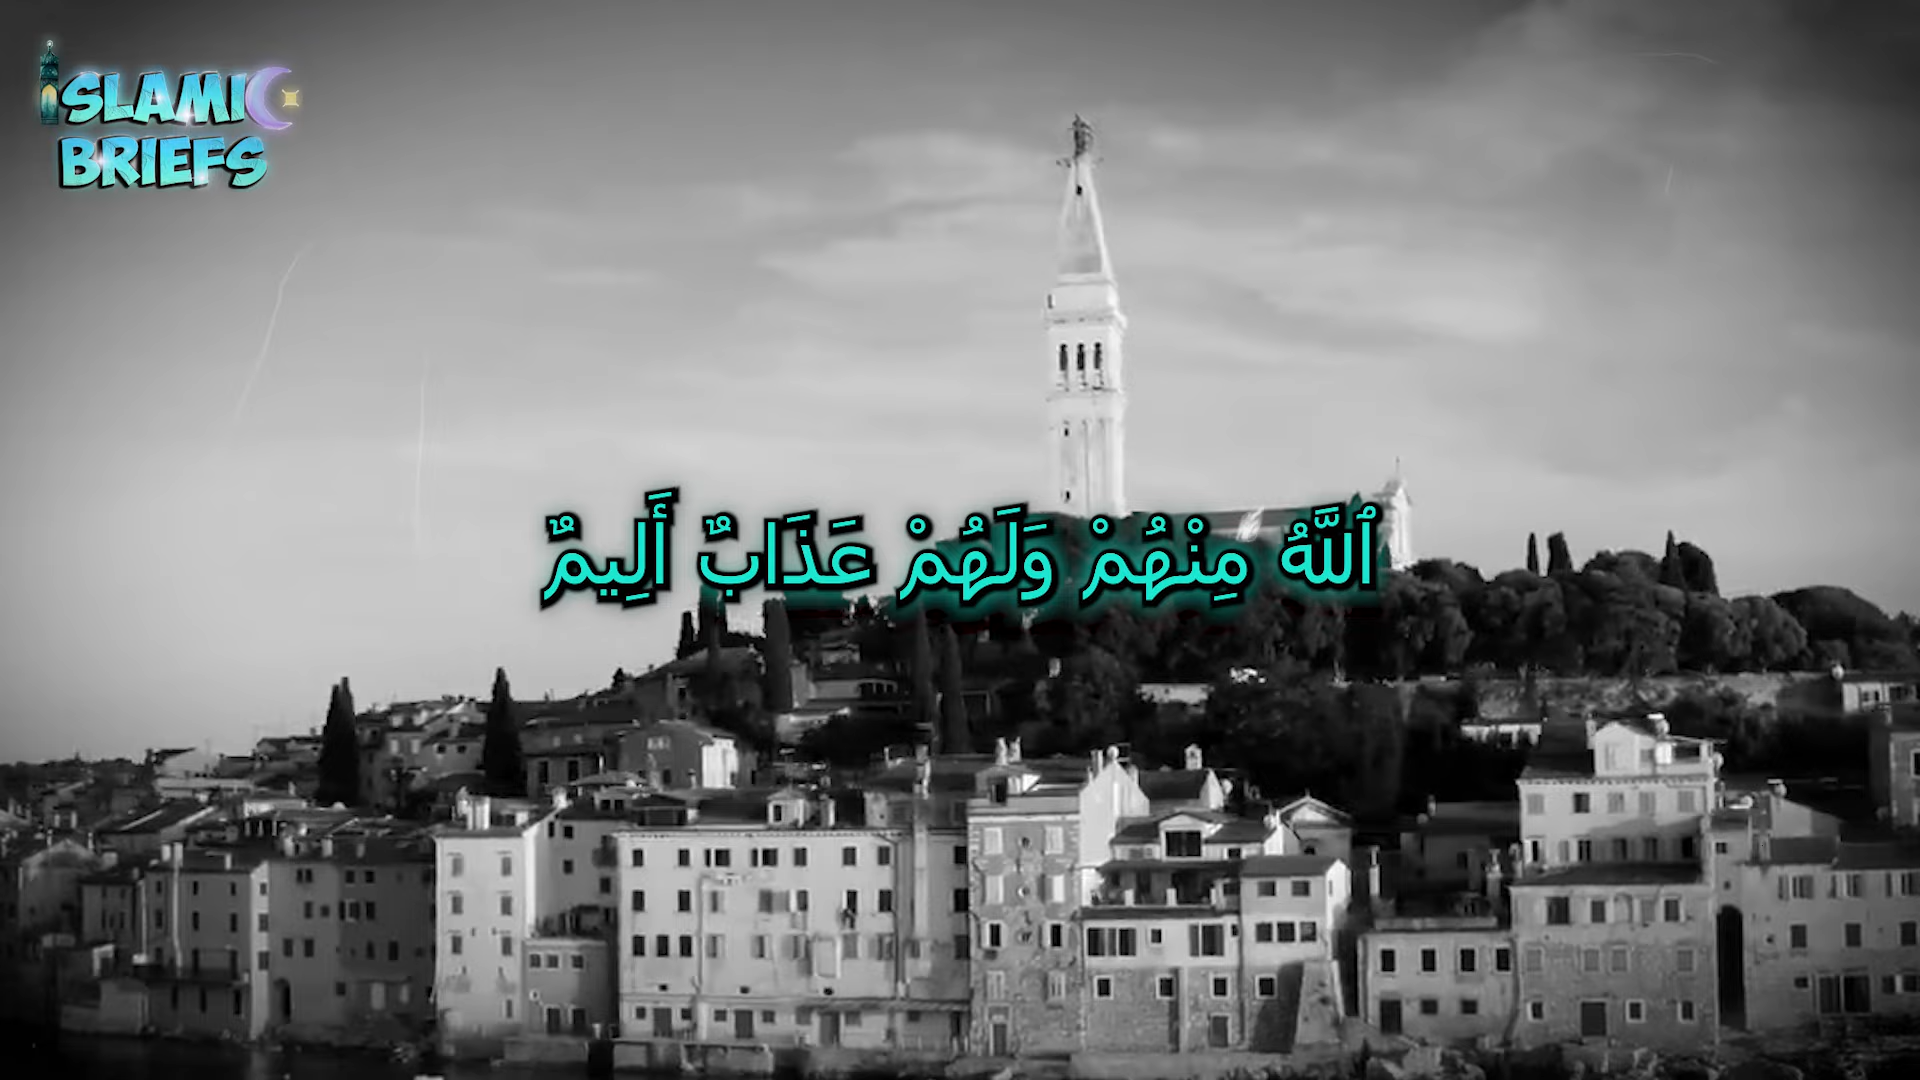 ISLAMIC
BRIEFS
ٱللَّهُ مِنْهُمْ وَلَهُمْ عَذَابٌ أَلِيمٌ